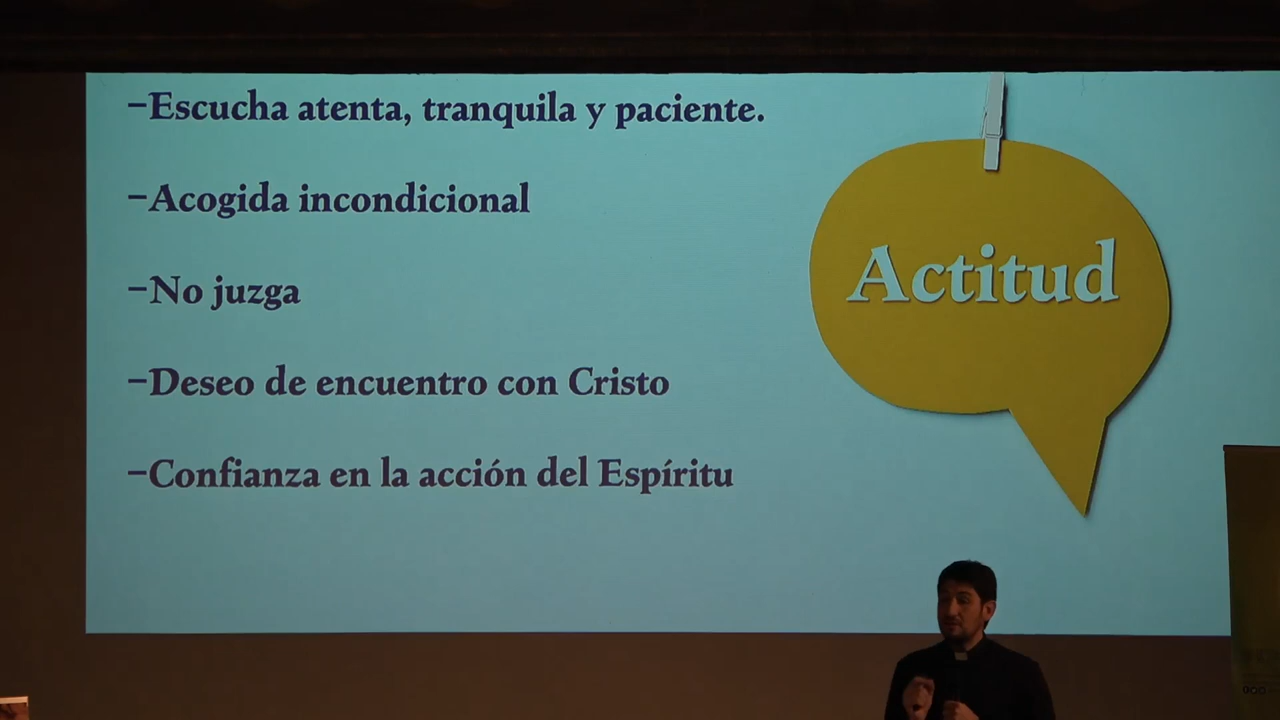 -Escucha atenta, tranquila y paciente.
-Acogida incondicional
-No juzga
-Deseo de encuentro con Cristo
-Confianza en la acción del Espíritu
Actitud